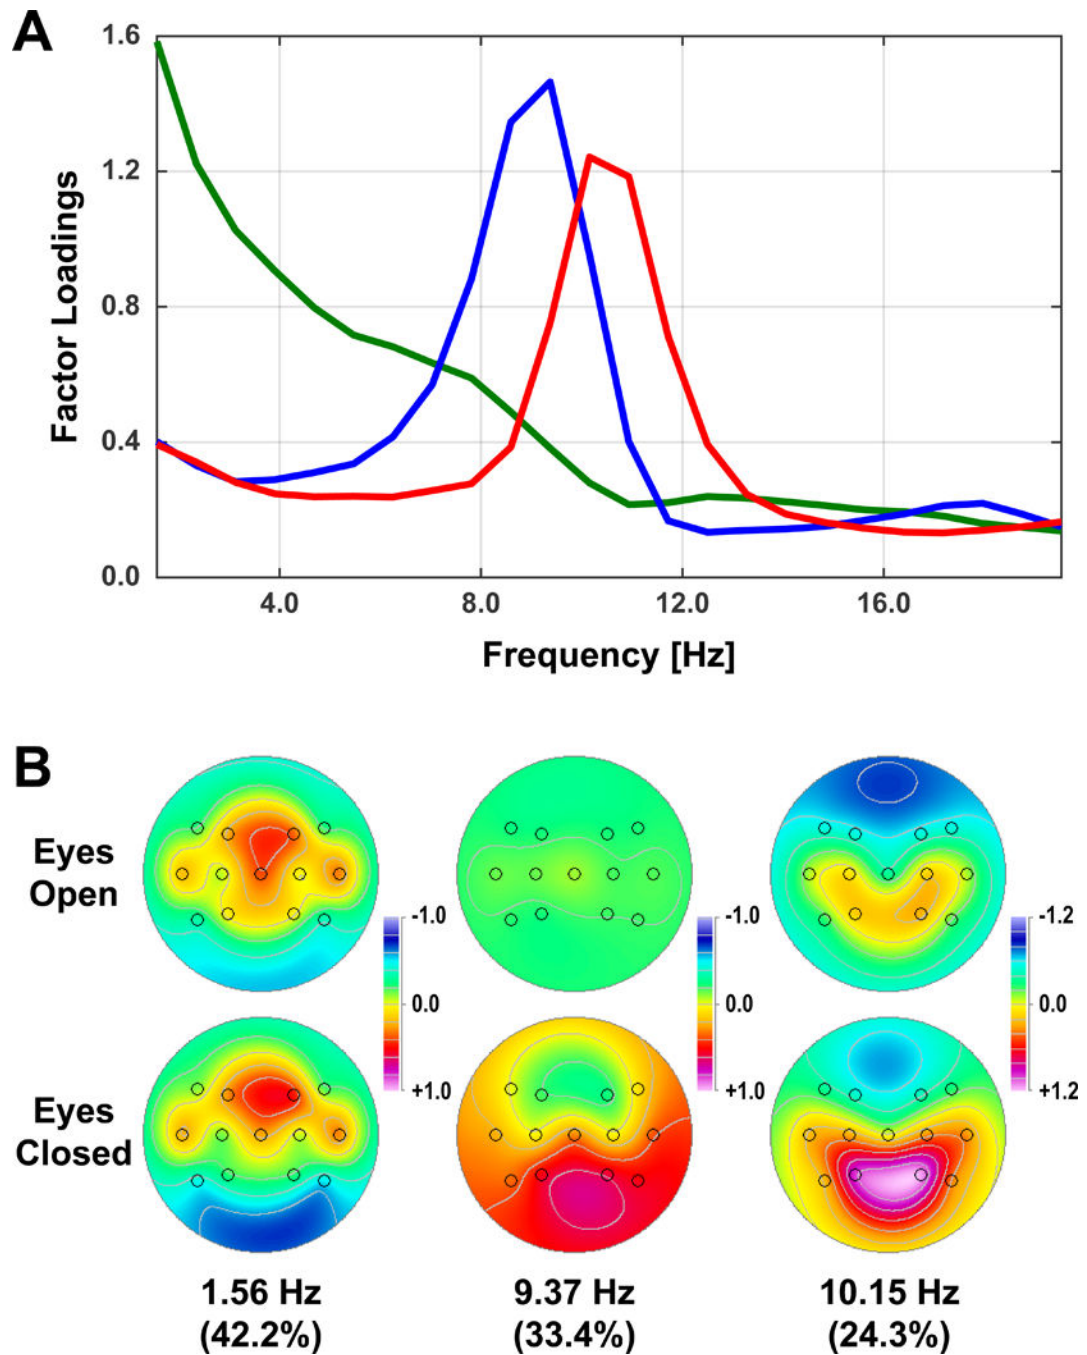 A
1.6
1.2
0.8
0.4
0.0
Factor Loadings
4.0 8.0 12.0 16.0
Frequency [Hz]
B
Eyes
Open
-1.0 -1.0 -1.2
0.0 0.0 0.0
+1.0 +1.0 +1.2
Eyes
Closed
1.56 Hz 9.37 Hz 10.15 Hz
(42.2%) (33.4%) (24.3%)